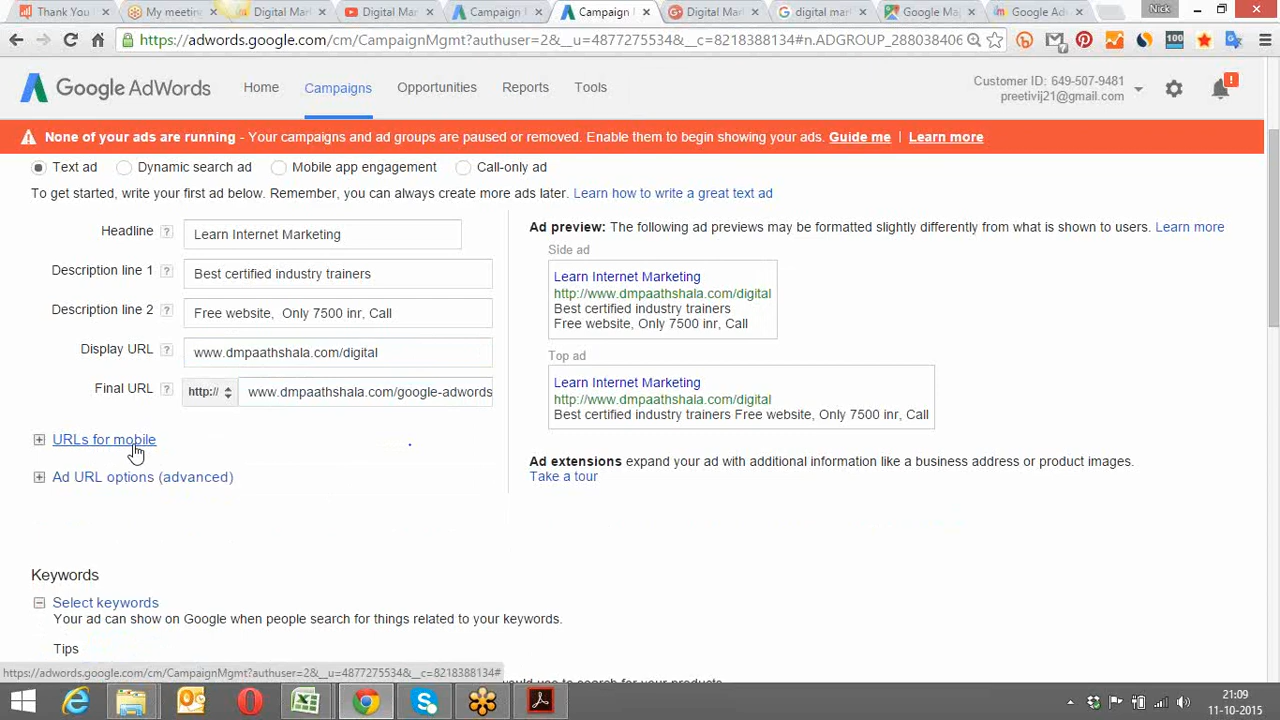 Thank You
My meetin
Digital Mar
Digital Mar
Campaign
Campaign
Digital Mar
digital mar
Google Ma
Google Ad
Nick
https://adwords.google.com/cm/CampaignMgmt?authuser=2&__u=4877275534&__c=8218388134#n.ADGROUP_288038406
Google AdWords
Home
Campaigns
Opportunities
Reports
Tools
Customer ID: 649-507-9481
preetivij21@gmail.com
None of your ads are running - Your campaigns and ad groups are paused or removed. Enable them to begin showing your ads. Guide me | Learn more
Text ad
Dynamic search ad
Mobile app engagement
Call-only ad
To get started, write your first ad below. Remember, you can always create more ads later. Learn how to write a great text ad
Headline ?
Learn Internet Marketing
Description line 1 ?
Best certified industry trainers
Description line 2 ?
Free website, Only 7500 inr, Call
Display URL ?
www.dmpaathshala.com/digital
Final URL ?
http://
www.dmpaathshala.com/google-adwords
URLs for mobile
Ad URL options (advanced)
Ad preview: The following ad previews may be formatted slightly differently from what is shown to users. Learn more
Side ad
Learn Internet Marketing
http://www.dmpaathshala.com/digital
Best certified industry trainers
Free website, Only 7500 inr, Call
Top ad
Learn Internet Marketing
http://www.dmpaathshala.com/digital
Best certified industry trainers Free website, Only 7500 inr, Call
Ad extensions expand your ad with additional information like a business address or product images.
Take a tour
Keywords
Select keywords
Your ad can show on Google when people search for things related to your keywords.
Tips
https://adwords.google.com/cm/CampaignMgmt?authuser=2&__u=4877275534&__c=8218388134#
21:09
11-10-2015